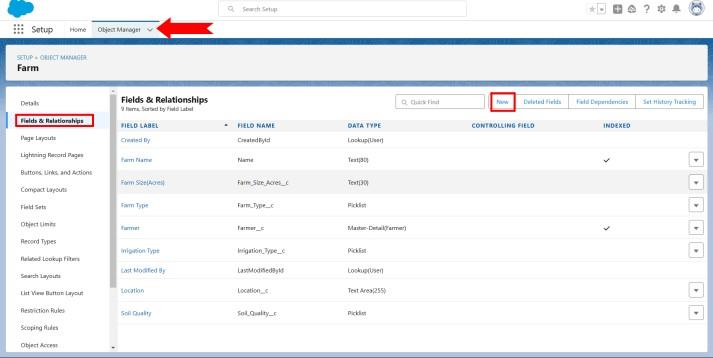 Search Setup
Setup Home Object Manager
SETUP > OBJECT MANAGER
Farm
Details
Fields & Relationships
Page Layouts
Lightning Record Pages
Buttons, Links, and Actions
Compact Layouts
Field Sets
Object Limits
Record Types
Related Lookup Filters
Search Layouts
List View Button Layout
Restriction Rules
Scoping Rules
Object Access
Fields & Relationships
9 Items, Sorted by Field Label
Quick Find New Deleted Fields Field Dependencies Set History Tracking
FIELD LABEL FIELD NAME DATA TYPE CONTROLLING FIELD INDEXED
Created By CreatedById Lookup(User)
Farm Name Name Text(80)
Farm Size(Acres) Farm_Size_Acres__c Text(30)
Farm Type Farm_Type__c Picklist
Farmer Farmer__c Master-Detail(Farmer)
Irrigation Type Irrigation_Type__c Picklist
Last Modified By LastModifiedById Lookup(User)
Location Location__c Text Area(255)
Soil Quality Soil_Quality__c Picklist